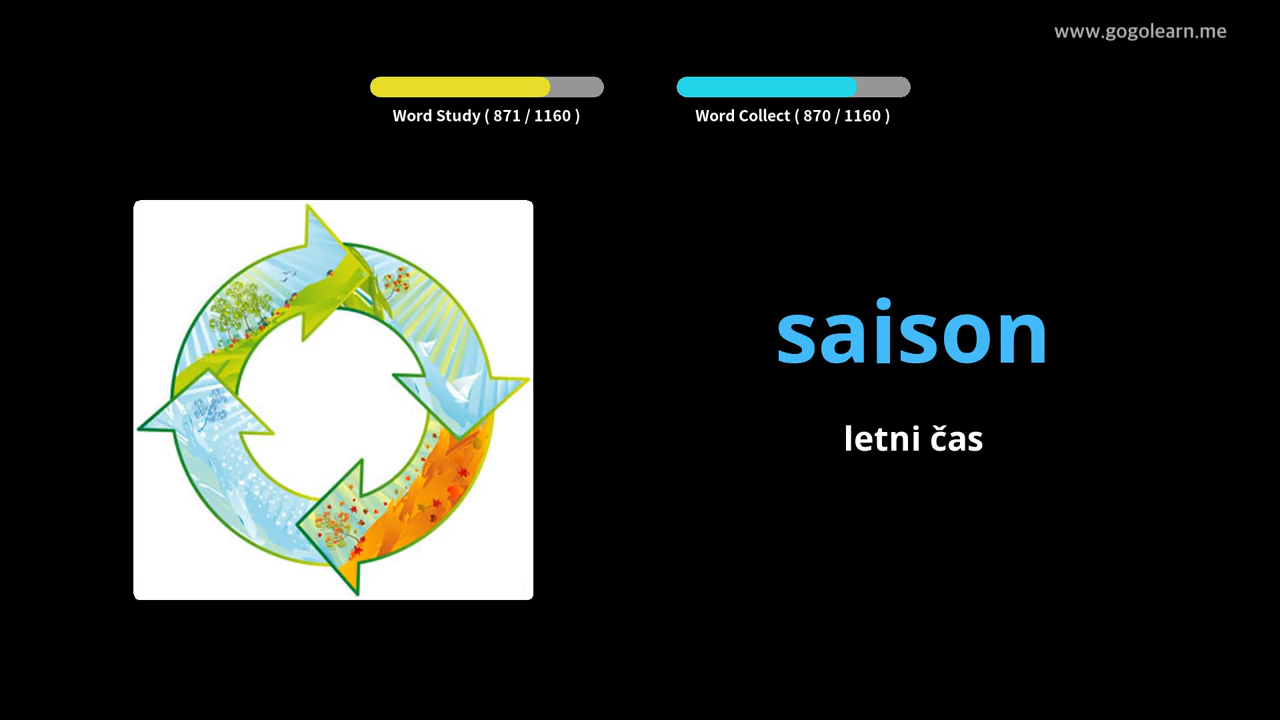 www.gogolearn.me
Word Study ( 871 / 1160 )
Word Collect ( 870 / 1160 )
saison
letni čas